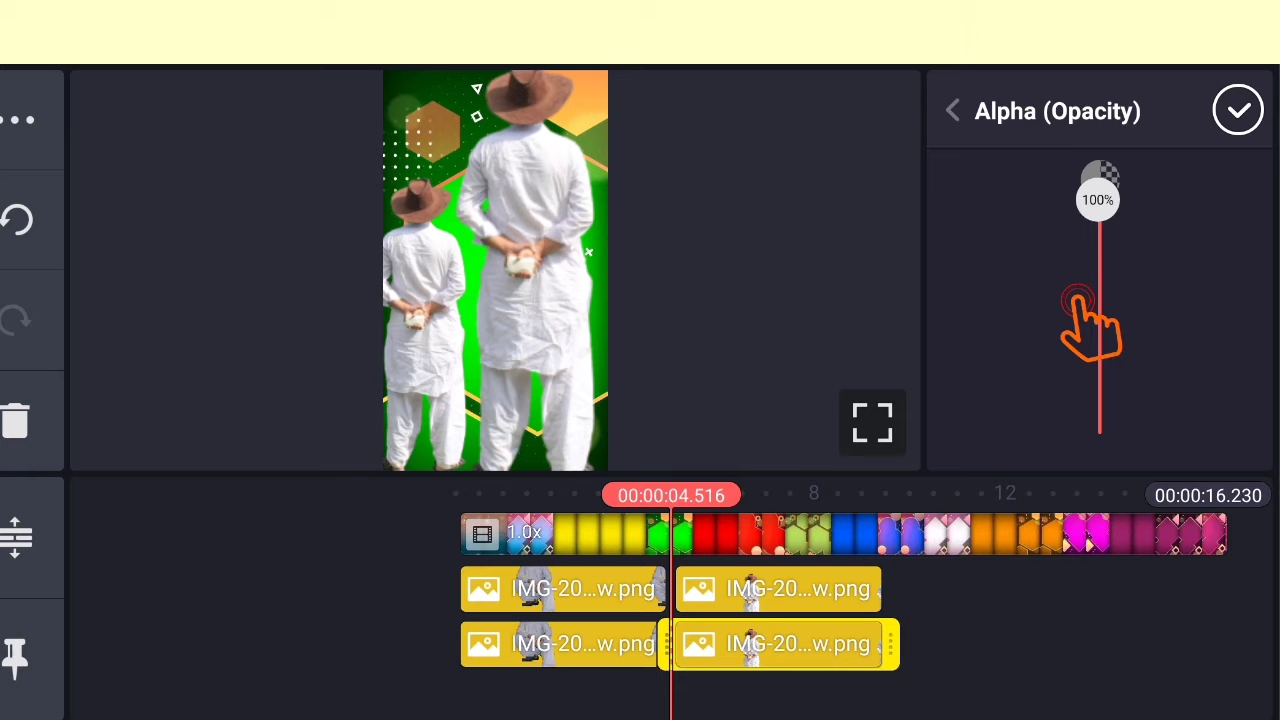 Alpha (Opacity)
100%
00:00:04.516
8
12
00:00:16.230
1.0x
IMG-20...w.png
IMG-20...w.png
IMG-20...w.png
IMG-20...w.png